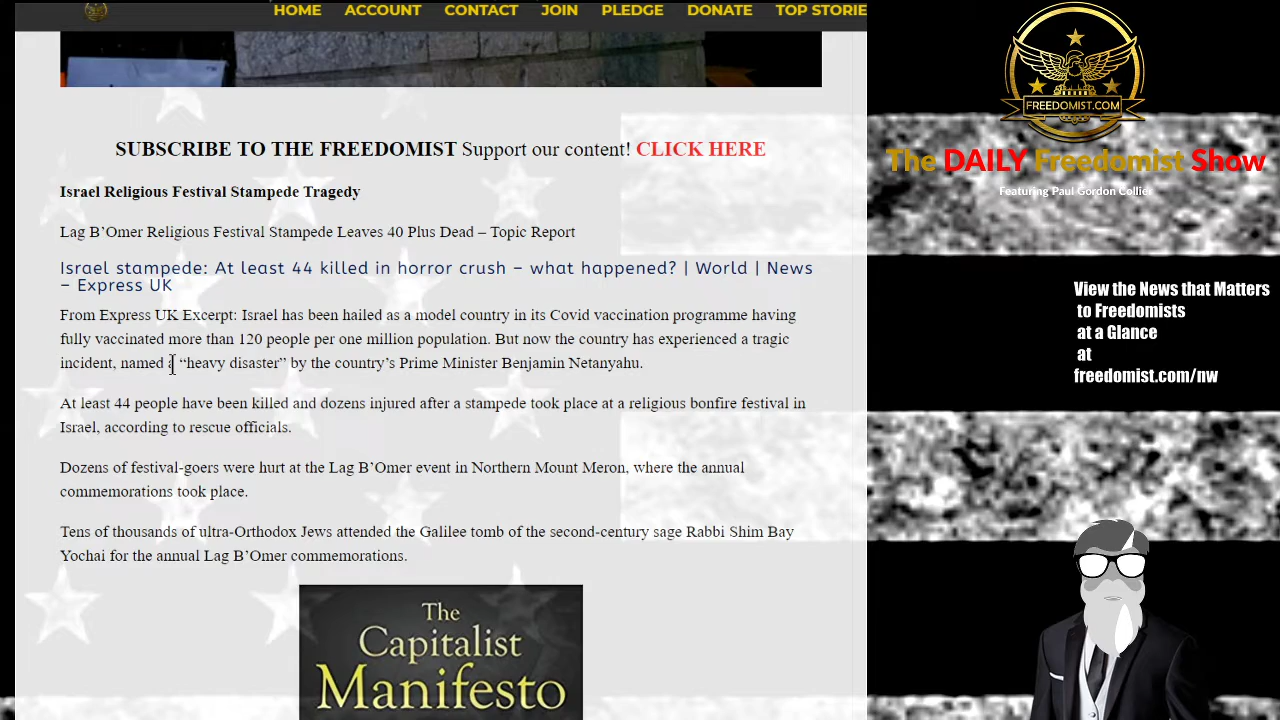 HOME ACCOUNT CONTACT JOIN PLEDGE DONATE TOP STORIE
SUBSCRIBE TO THE FREEDOMIST Support our content! CLICK HERE
Israel Religious Festival Stampede Tragedy
Lag B’Omer Religious Festival Stampede Leaves 40 Plus Dead – Topic Report
Israel stampede: At least 44 killed in horror crush – what happened? | World | News
– Express UK
From Express UK Excerpt: Israel has been hailed as a model country in its Covid vaccination programme having
fully vaccinated more than 120 people per one million population. But now the country has experienced a tragic
incident, named a “heavy disaster” by the country’s Prime Minister Benjamin Netanyahu.
At least 44 people have been killed and dozens injured after a stampede took place at a religious bonfire festival in
Israel, according to rescue officials.
Dozens of festival-goers were hurt at the Lag B’Omer event in Northern Mount Meron, where the annual
commemorations took place.
Tens of thousands of ultra-Orthodox Jews attended the Galilee tomb of the second-century sage Rabbi Shim Bay
Yochai for the annual Lag B’Omer commemorations.
The
Capitalist
Manifesto
FREEDOMIST.COM
The DAILY Freedomist Show
Featuring Paul Gordon Collier
View the News that Matters
to Freedomists
at a Glance
at
freedomist.com/nw